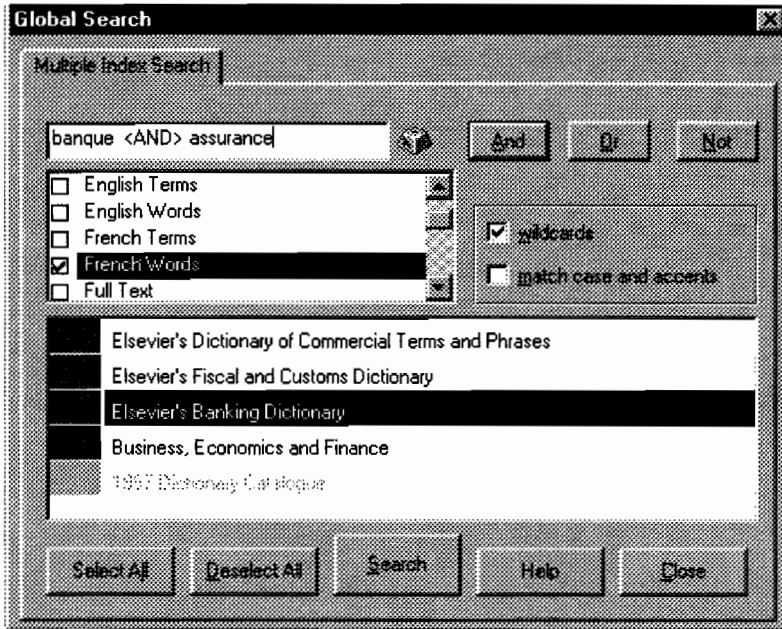 Global Search
Multiple Index Search
banque <AND> assurance
And Or Not
English Terms
English Words
French Terms
French Words
Full Text
wildcards
match case and accents
Elsevier's Dictionary of Commercial Terms and Phrases
Elsevier's Fiscal and Customs Dictionary
Elsevier's Banking Dictionary
Business, Economics and Finance
1997 Dictionary Catalogue
Select All Deselect All Search Help Close